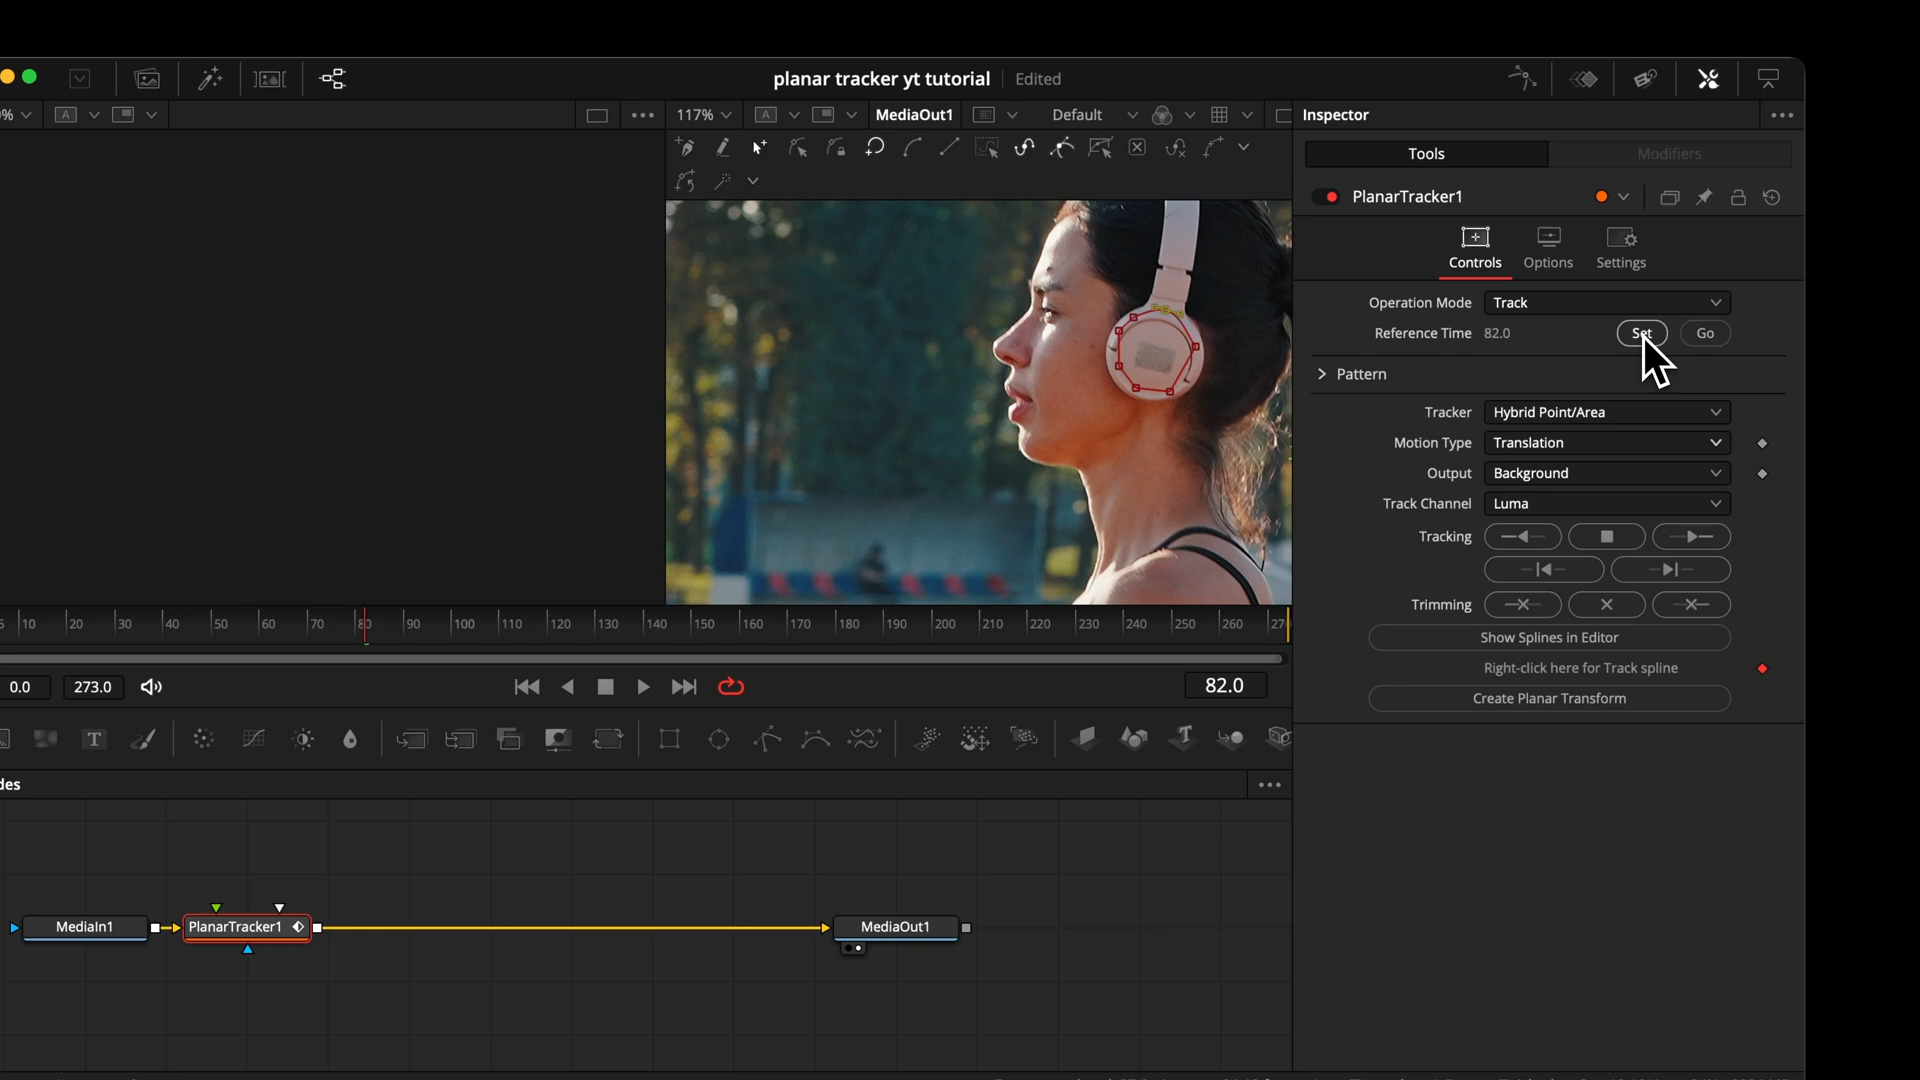 planar tracker yt tutorial Edited
% A 117% A MediaOut1 Default Inspector
Tools Modifiers
PlanarTracker1
Controls Options Settings
Operation Mode Track
Reference Time 82.0 Set Go
Pattern
Tracker Hybrid Point/Area
Motion Type Translation
Output Background
Track Channel Luma
Tracking
Trimming
Show Splines in Editor
Right-click here for Track spline
Create Planar Transform
10 20 30 40 50 60 70 80 90 100 110 120 130 140 150 160 170 180 190 200 210 220 230 240 250 260 27
0.0 273.0 82.0
T T
des
MediaIn1 PlanarTracker1 MediaOut1